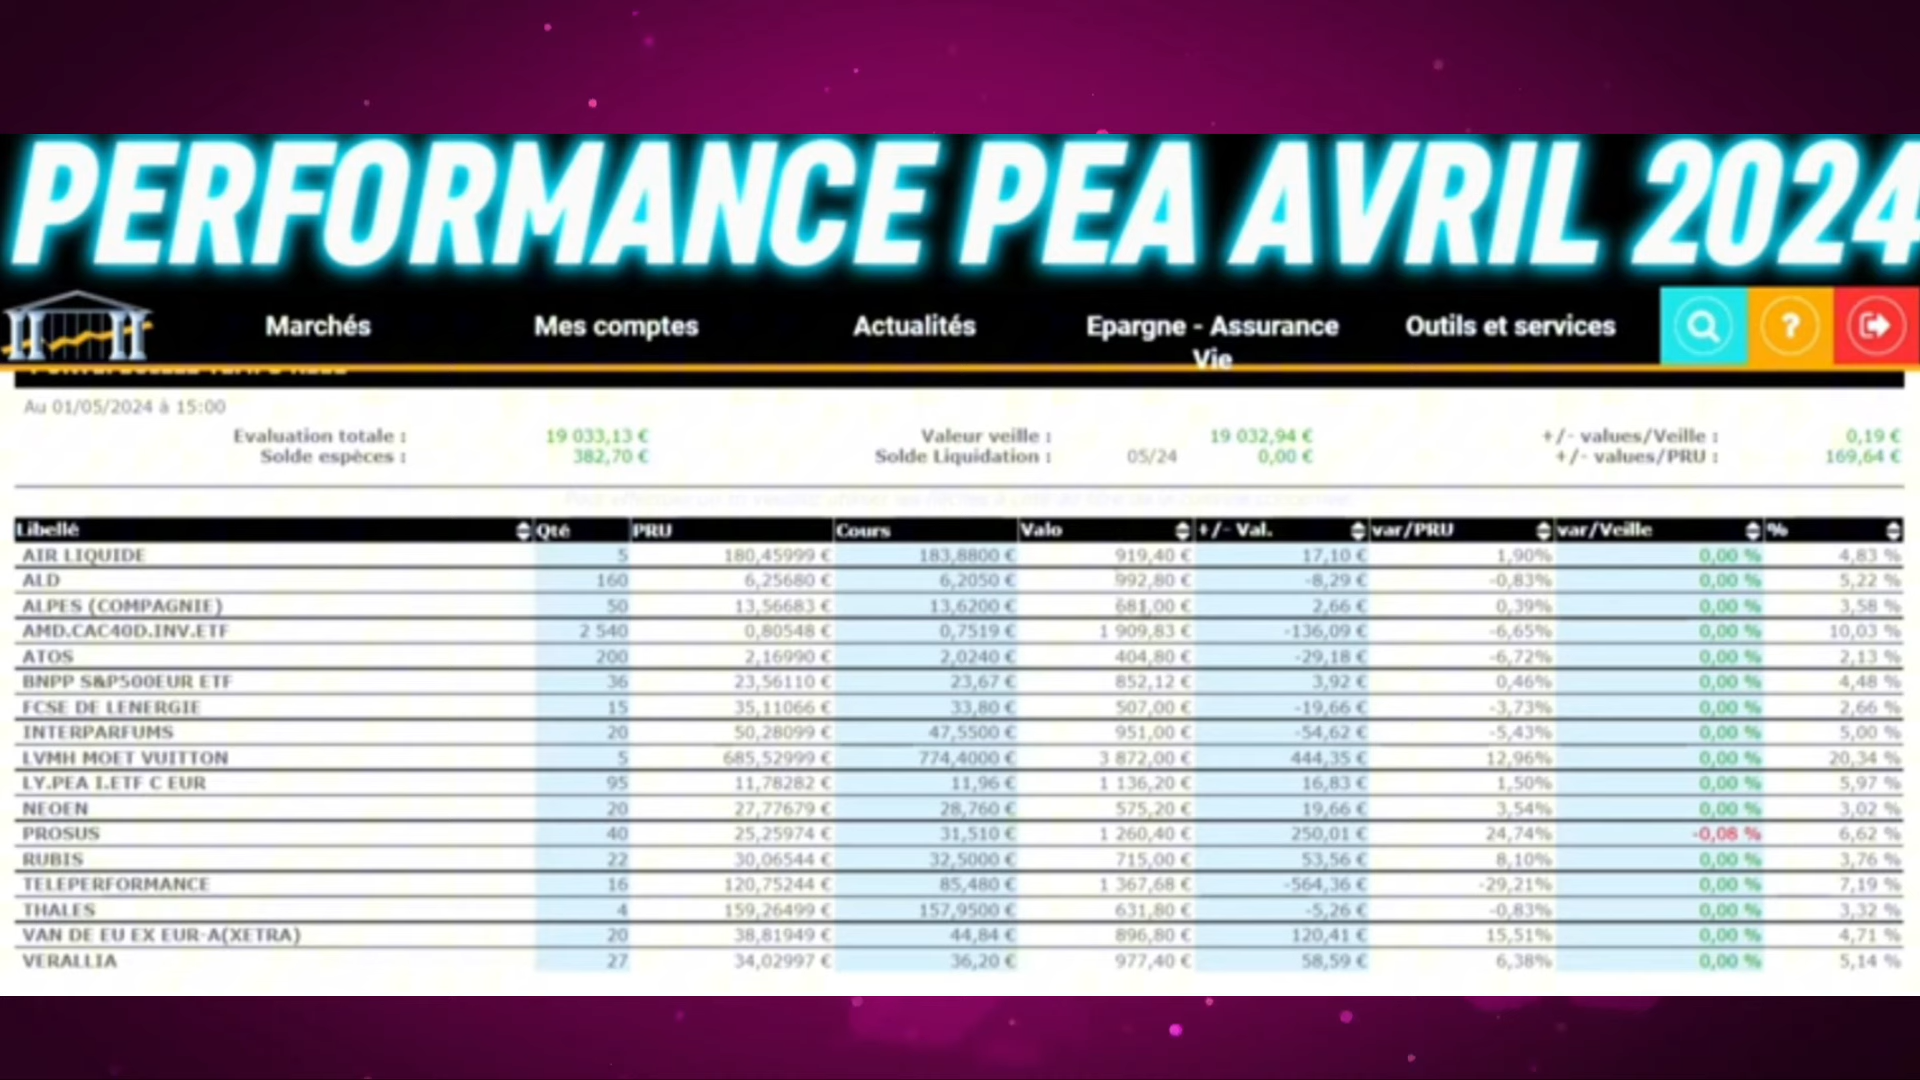 PERFORMANCE PEA AVRIL 2024
Marchés Mes comptes Actualités Epargne - Assurance Vie Outils et services ?
Au 01/05/2024 à 15:00
Evaluation totale : 19 033,13 € Valeur veille : 19 032,94 € +/- values/Veille : 0,19 €
Solde espèces : 382,70 € Solde Liquidation : 05/24 0,00 € +/- values/PRU : 169,64 €
Libellé Qté PRU Cours Valo +/- Val. var/PRU var/Veille %
AIR LIQUIDE 5 180,45999 € 183,8800 € 919,40 € 17,10 € 1,90% 0,00 % 4,83 %
ALD 160 6,25680 € 6,2050 € 992,80 € -8,29 € -0,83% 0,00 % 5,22 %
ALPES (COMPAGNIE) 50 13,56683 € 13,6200 € 681,00 € 2,66 € 0,39% 0,00 % 3,58 %
AMD.CAC40D.INV.ETF 2 540 0,80548 € 0,7519 € 1 909,83 € -136,09 € -6,65% 0,00 % 10,03 %
ATOS 200 2,16990 € 2,0240 € 404,80 € -29,18 € -6,72% 0,00 % 2,13 %
BNPP S&P500EUR ETF 36 23,56110 € 23,67 € 852,12 € 3,92 € 0,46% 0,00 % 4,48 %
FCSE DE LENERGIE 15 35,11066 € 33,80 € 507,00 € -19,66 € -3,73% 0,00 % 2,66 %
INTERPARFUMS 20 50,28099 € 47,5500 € 951,00 € -54,62 € -5,43% 0,00 % 5,00 %
LVMH MOET VUITTON 5 685,52999 € 774,4000 € 3 872,00 € 444,35 € 12,96% 0,00 % 20,34 %
LY.PEA I.ETF C EUR 95 11,78282 € 11,96 € 1 136,20 € 16,83 € 1,50% 0,00 % 5,97 %
NEOEN 20 27,77679 € 28,760 € 575,20 € 19,66 € 3,54% 0,00 % 3,02 %
PROSUS 40 25,25974 € 31,510 € 1 260,40 € 250,01 € 24,74% -0,08 % 6,62 %
RUBIS 22 30,06544 € 32,5000 € 715,00 € 53,56 € 8,10% 0,00 % 3,76 %
TELEPERFORMANCE 16 120,75244 € 85,480 € 1 367,68 € -564,36 € -29,21% 0,00 % 7,19 %
THALES 4 159,26499 € 157,9500 € 631,80 € -5,26 € -0,83% 0,00 % 3,32 %
VAN DE EU EX EUR-A(XETRA) 20 38,81949 € 44,84 € 896,80 € 120,41 € 15,51% 0,00 % 4,71 %
VERALLIA 27 34,02997 € 36,20 € 977,40 € 58,59 € 6,38% 0,00 % 5,14 %